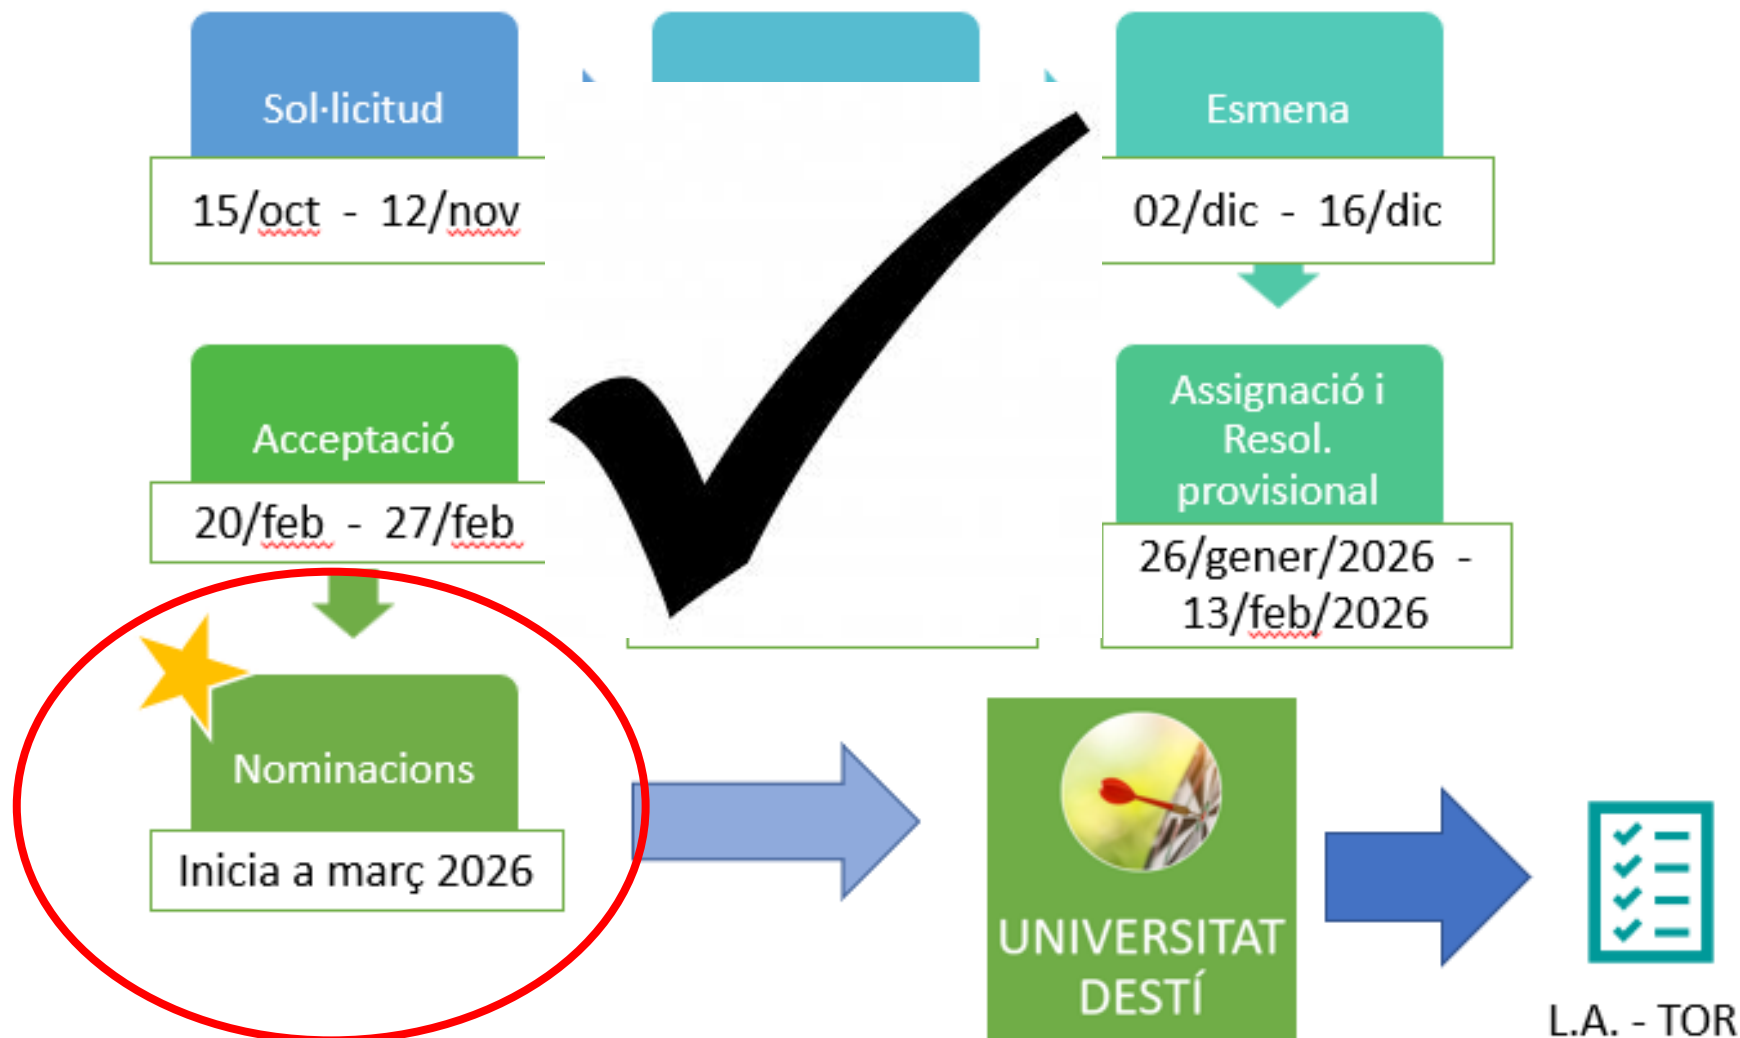 Sol·licitud
15/oct - 12/nov
Esmena
02/dic - 16/dic
Acceptació
20/feb - 27/feb
Assignació i
Resol.
provisional
26/gener/2026 -
13/feb/2026
Nominacions
Inicia a març 2026
UNIVERSITAT
DESTÍ
L.A. - TOR